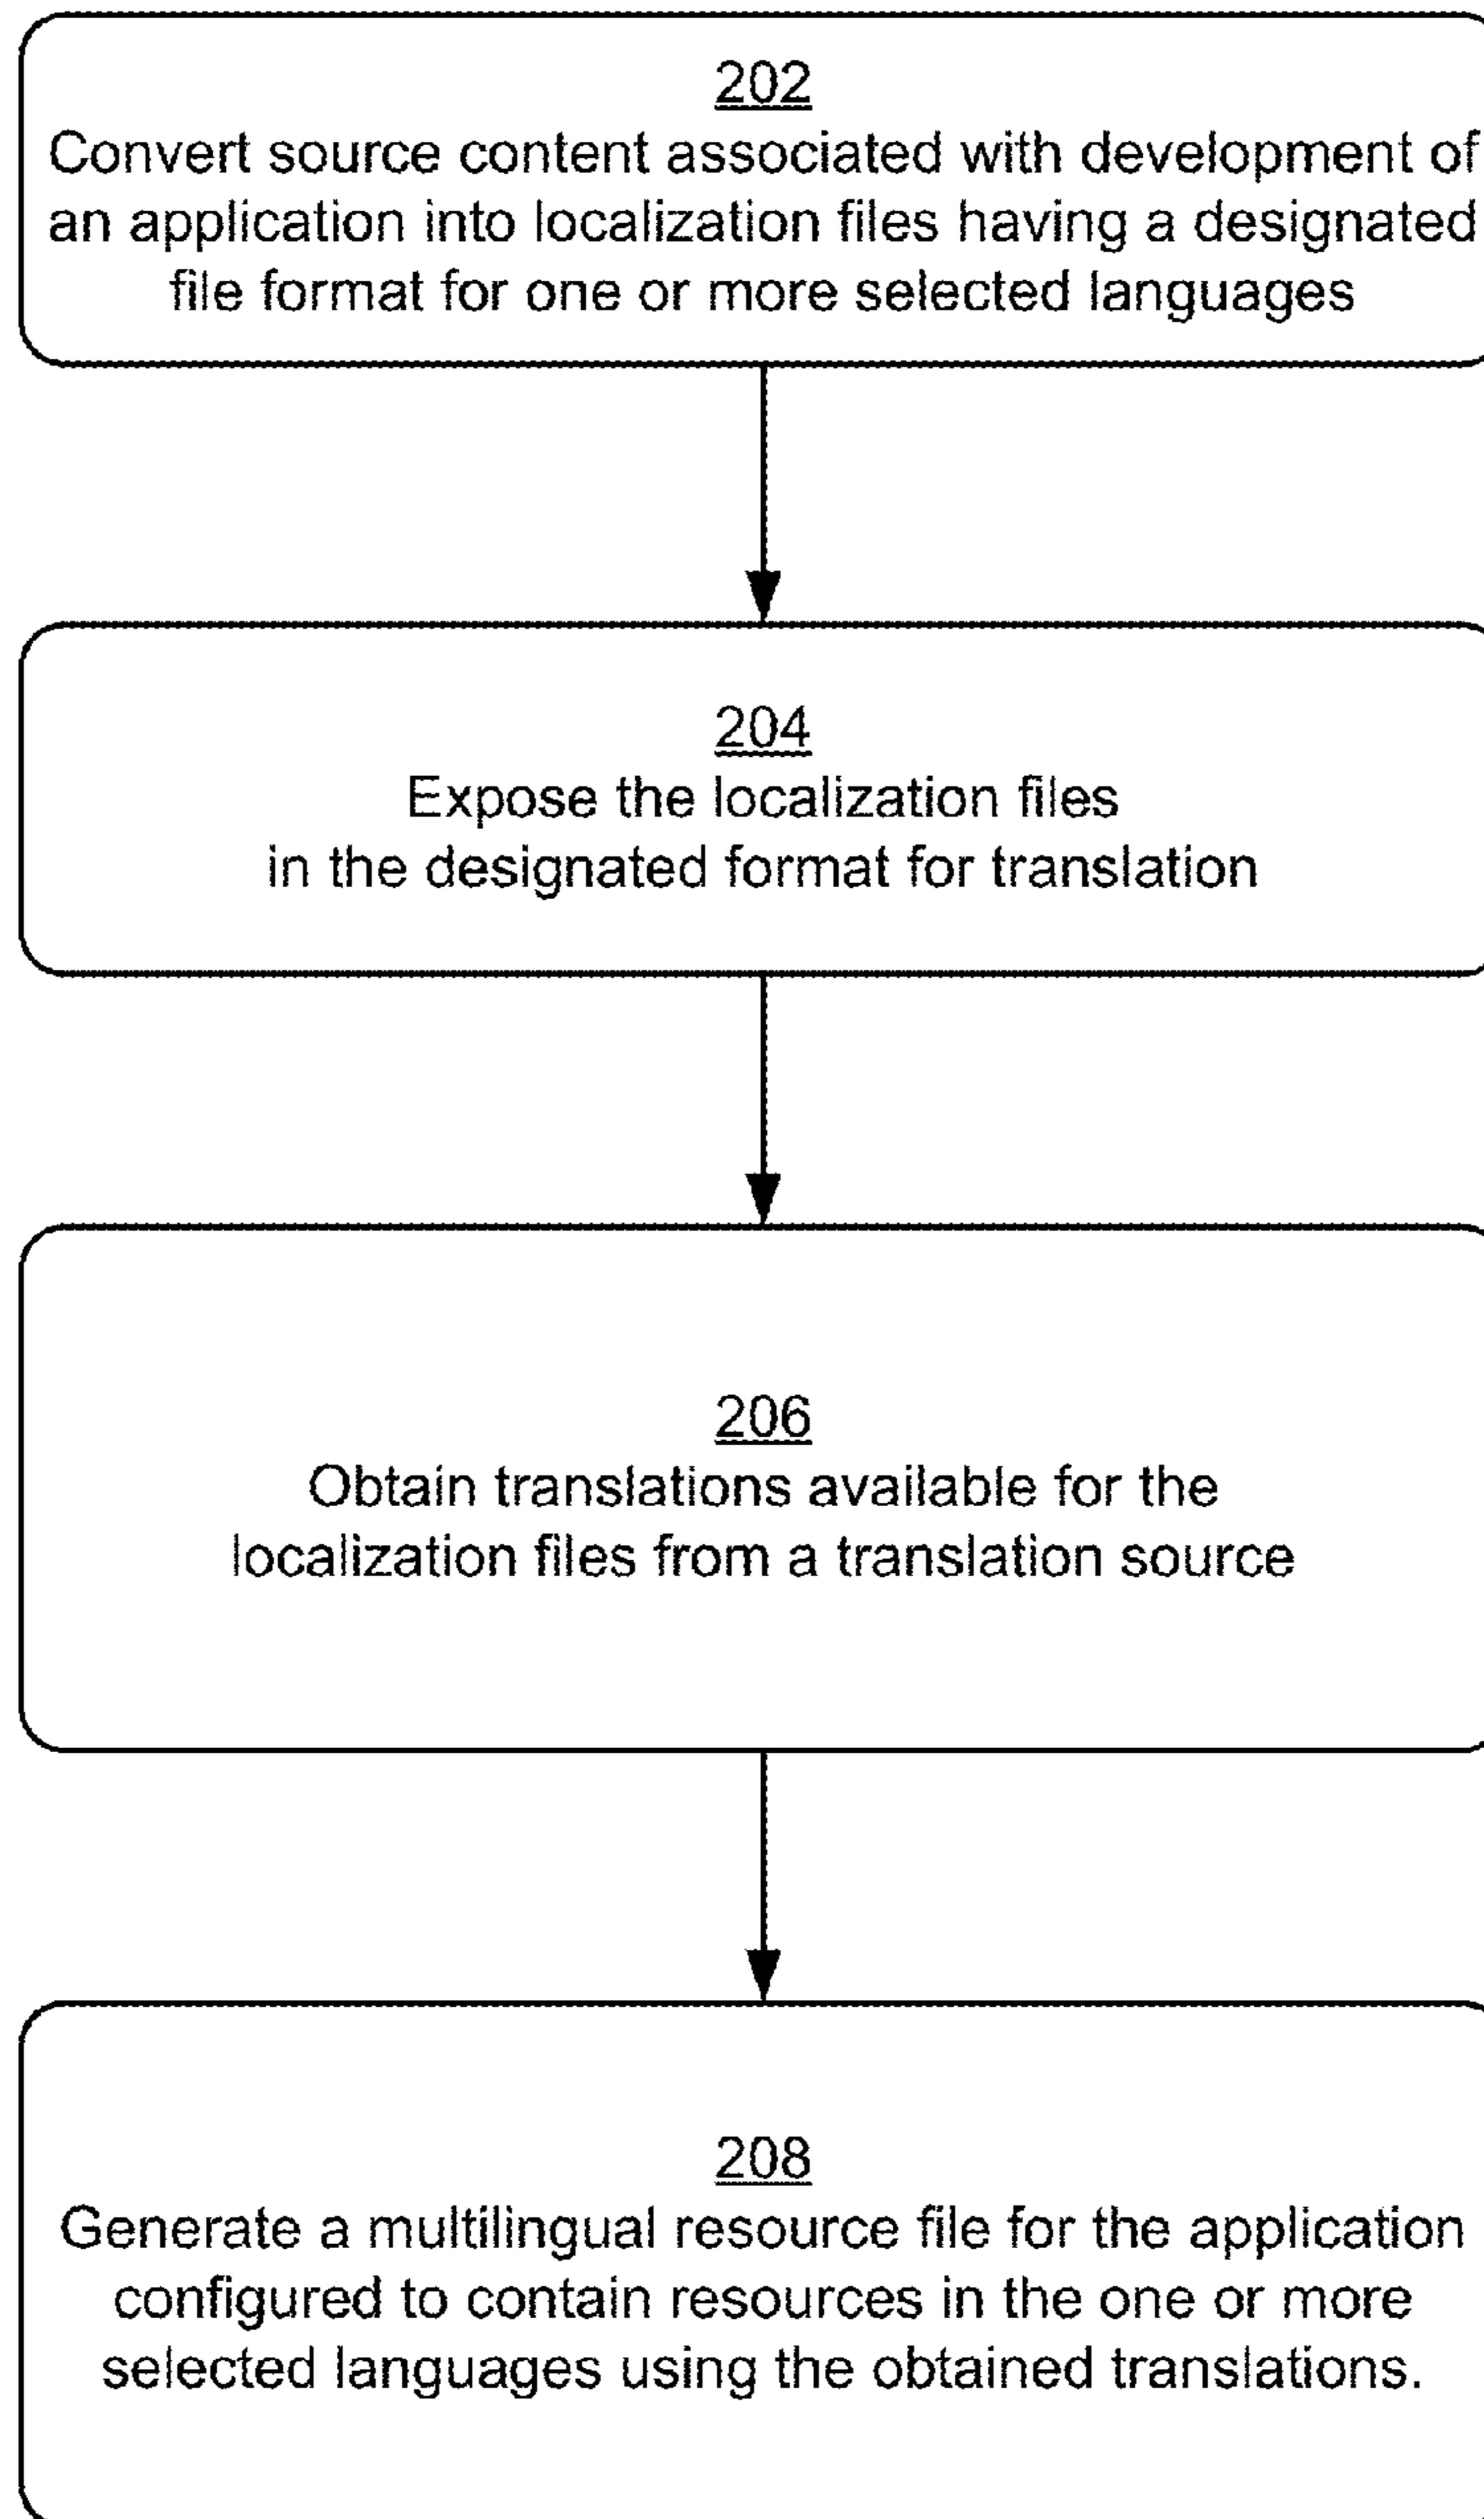 202
Convert source content associated with development of
an application into localization files having a designated
file format for one or more selected languages
204
Expose the localization files
in the designated format for translation
206
Obtain translations available for the
localization files from a translation source
208
Generate a multilingual resource file for the application
configured to contain resources in the one or more
selected languages using the obtained translations.